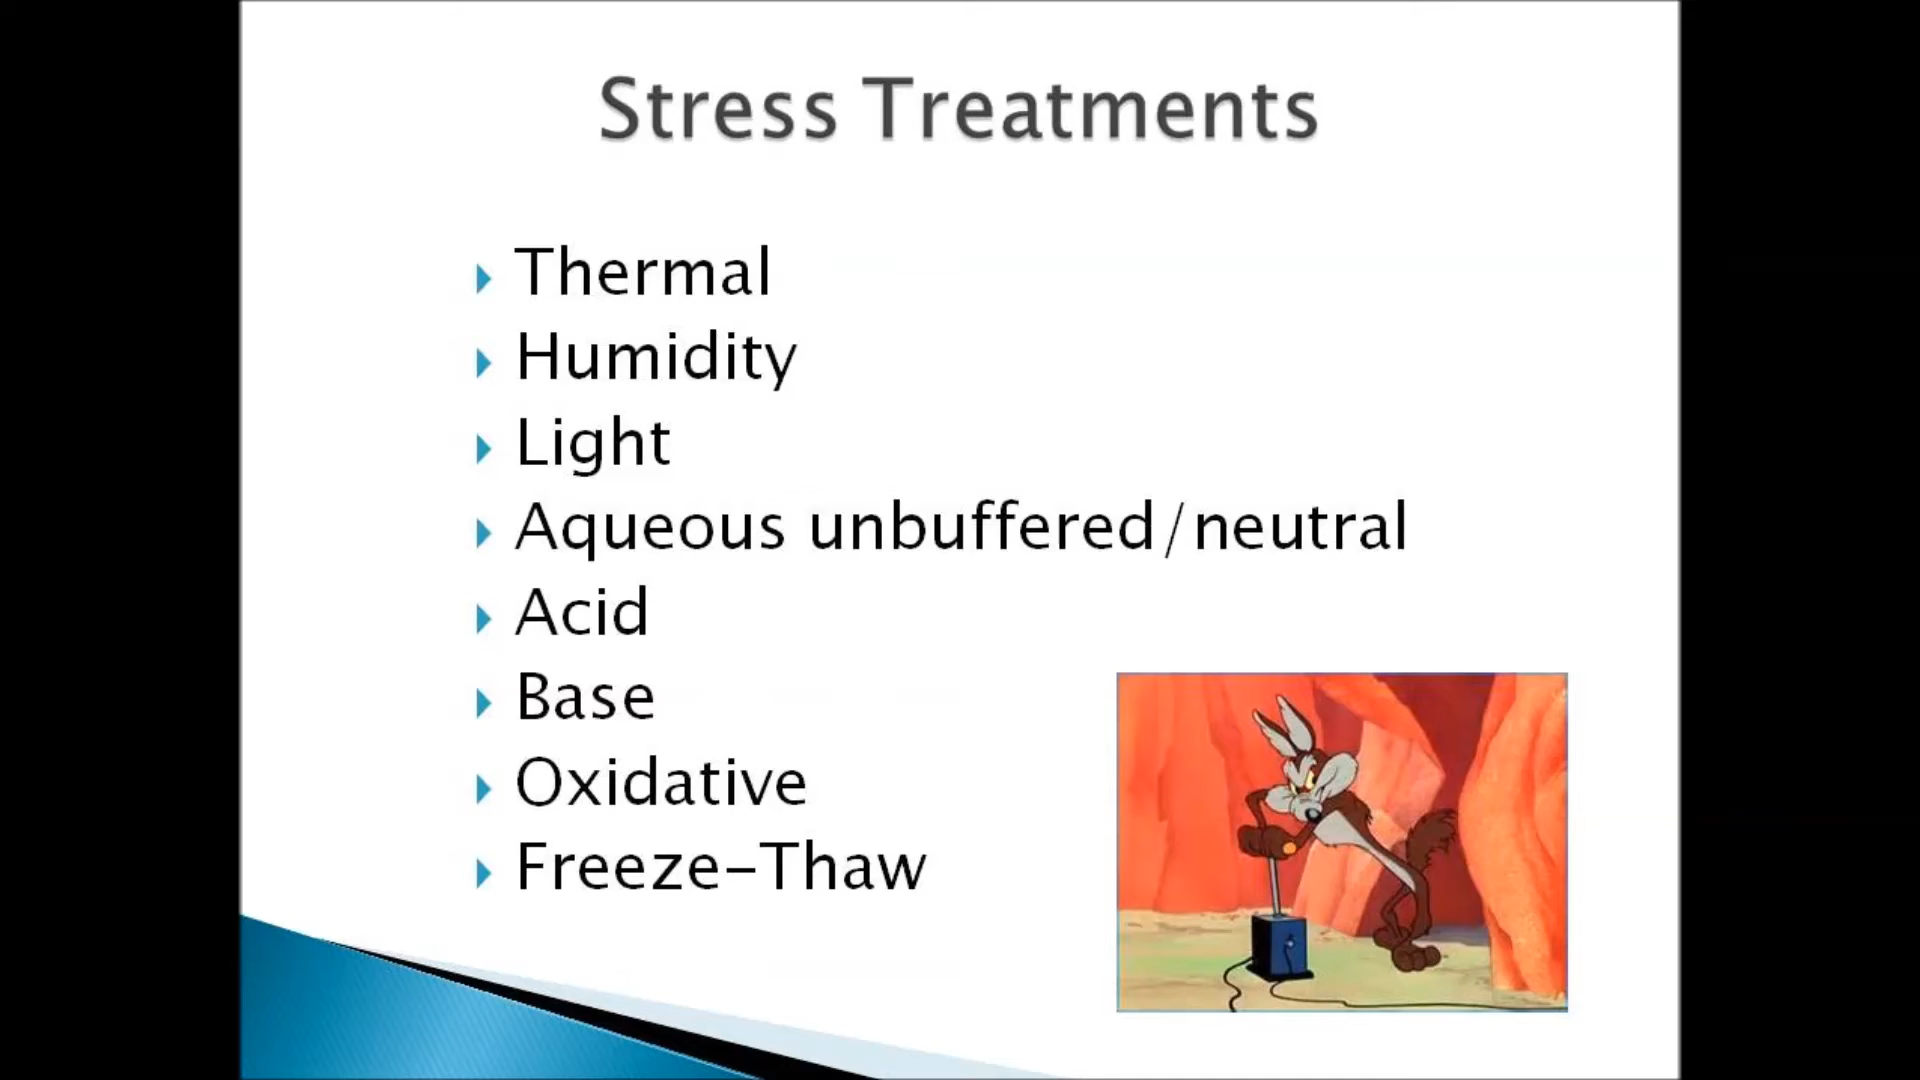 Stress Treatments
Thermal
Humidity
Light
Aqueous unbuffered/neutral
Acid
Base
Oxidative
Freeze-Thaw